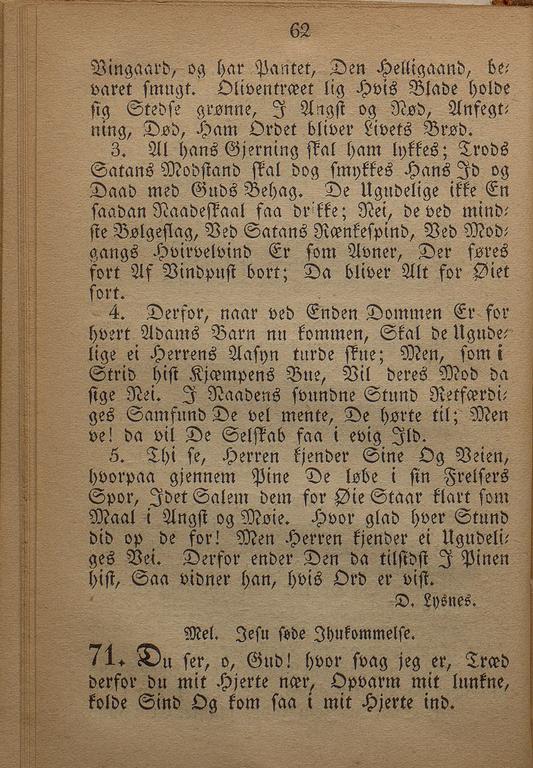 62
Vingaard, og har Pantet, Den Helligaand, be-
varet smugt. Oliventræet lig Hvis Blade holde
sig Stedse grønne, I Angst og Nød, Anfegt-
ning, Død, Ham Ordet bliver Livets Brød.
3. Al hans Gjerning skal ham lykkes; Trods
Satans Modstand skal dog smykkes Hans Id og
Daad med Guds Behag. De Ugudelige ikke En
saadan Naadeskaal faa drikke; Nei, de ved mind-
ste Bølgeslag, Ved Satans Rænkespind, Ved Mod-
gangs Hvirvelvind Er som Avner, Der føres
fort Af Vindpust bort; Da bliver Alt for Øiet
sort.
4. Derfor, naar ved Enden Dommen Er for
hvert Adams Barn nu kommen, Skal de Ugude-
lige ei Herrens Aasyn turde skue; Men, som i
Strid hist Kjæmpens Bue, Vil deres Mod da
sige Nei. I Naadens svundne Stund Retfærdi-
ges Samfund De vel mente, De hørte til; Men
ve! da vil De Selskab faa i evig Ild.
5. Thi se, Herren kjender Sine Og Veien,
hvorpaa gjennem Pine De løbe i sin Frelsers
Spor, Idet Salem dem for Øie Staar klart som
Maal i Angst og Møie. Hvor glad hver Stund
did op de for! Men Herren kjender ei Ugudeli-
ges Vei. Derfor ender Den da tilsidst I Pinen
hist, Saa vidner han, hvis Ord er vist.
D. Lysnes.
Mel. Jesu søde Ihukommelse.
71. Du ser, o, Gud! hvor svag jeg er, Træd
derfor du mit Hjerte nær, Opvarm mit lunkne,
kolde Sind Og kom saa i mit Hjerte ind.